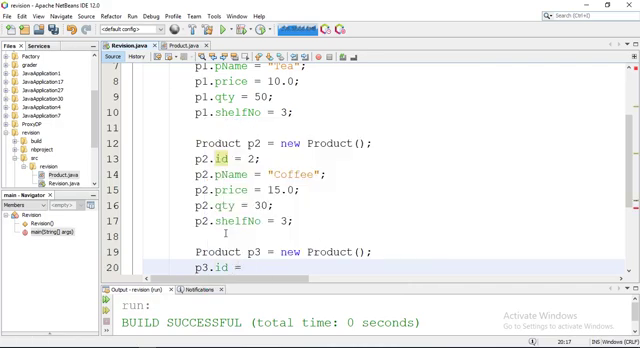 revision - Apache NetBeans IDE 12.0
File Edit View Navigate Source Refactor Run Debug Profile Team Tools Window Help
Search (Ctrl+I)
<default config>
Files Services
Revision.java Product.java
Source History
Factory
grader
JavaApplication1
JavaApplication17
JavaApplication27
JavaApplication30
JavaApplication4
JavaApplication7
ProxyDP
revision
build
nbproject
src
revision
Product.java
Revision.java
main - Navigator
Members <empty>
Revision
Revision()
main(String[] args)
7 p1.pName = "Tea";
8 p1.price = 10.0;
9 p1.qty = 50;
10 p1.shelfNo = 3;
11
12 Product p2 = new Product();
13 p2.id = 2;
14 p2.pName = "Coffee";
15 p2.price = 15.0;
16 p2.qty = 30;
17 p2.shelfNo = 3;
18
19 Product p3 = new Product();
20 p3.id =
Output - revision (run) Notifications
run:
BUILD SUCCESSFUL (total time: 0 seconds)
Activate Windows
Go to Settings to activate Windows.
20:17 INS Windows (CRLF)